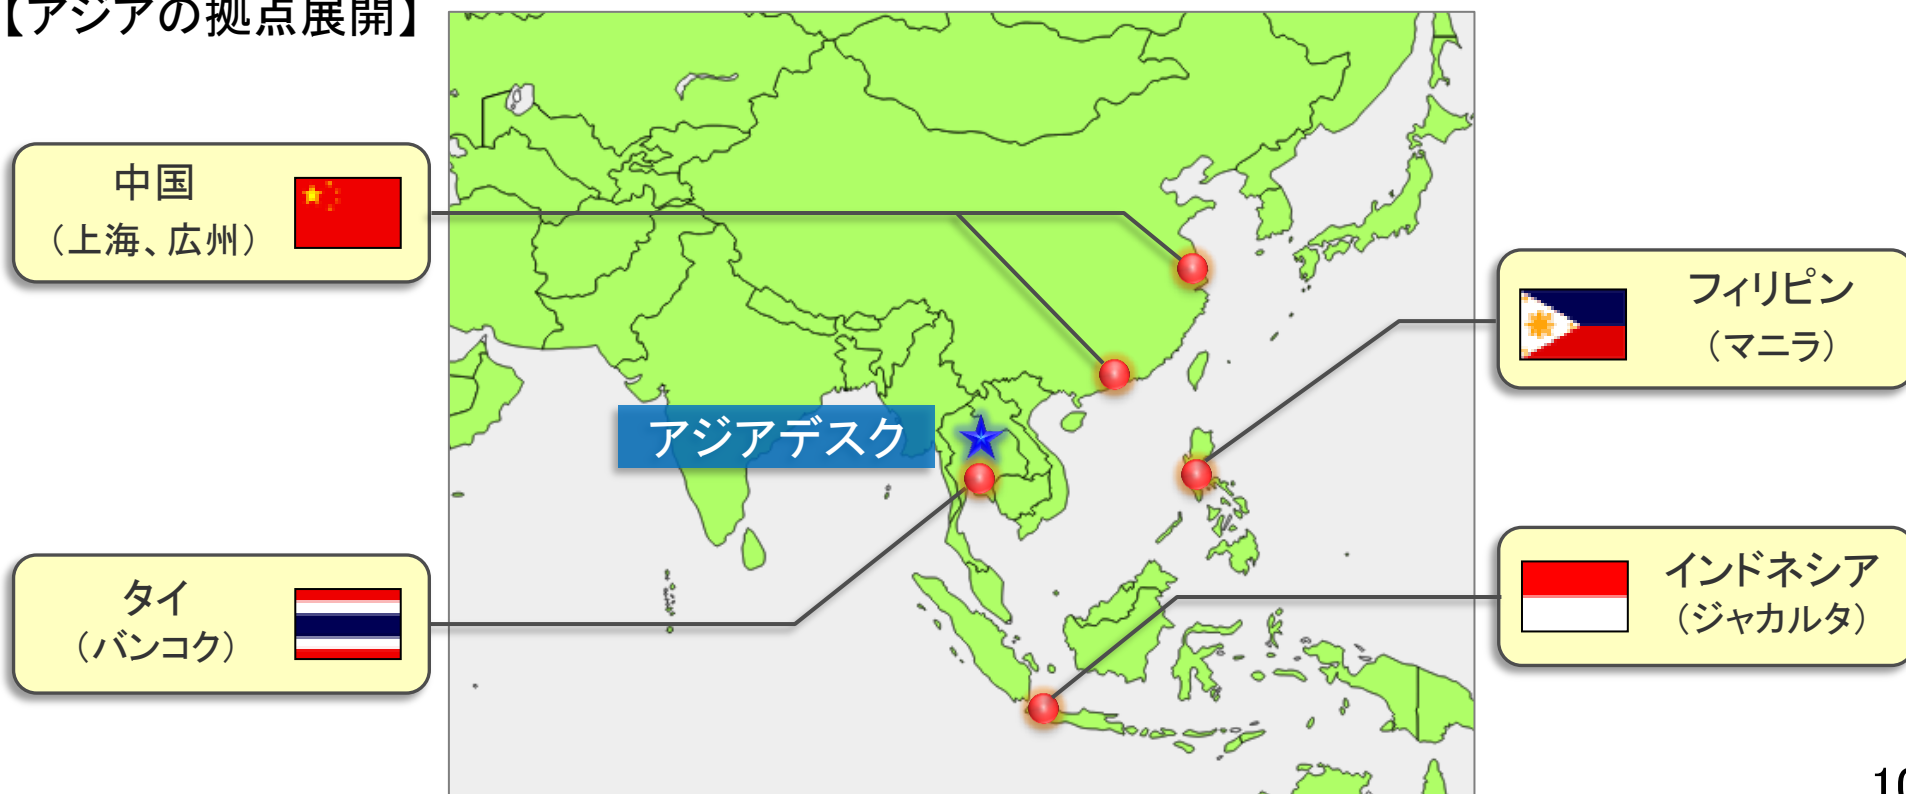 【アジアの拠点展開】
中国
（上海、広州）
フィリピン
（マニラ）
アジアデスク
タイ
（バンコク）
インドネシア
（ジャカルタ）